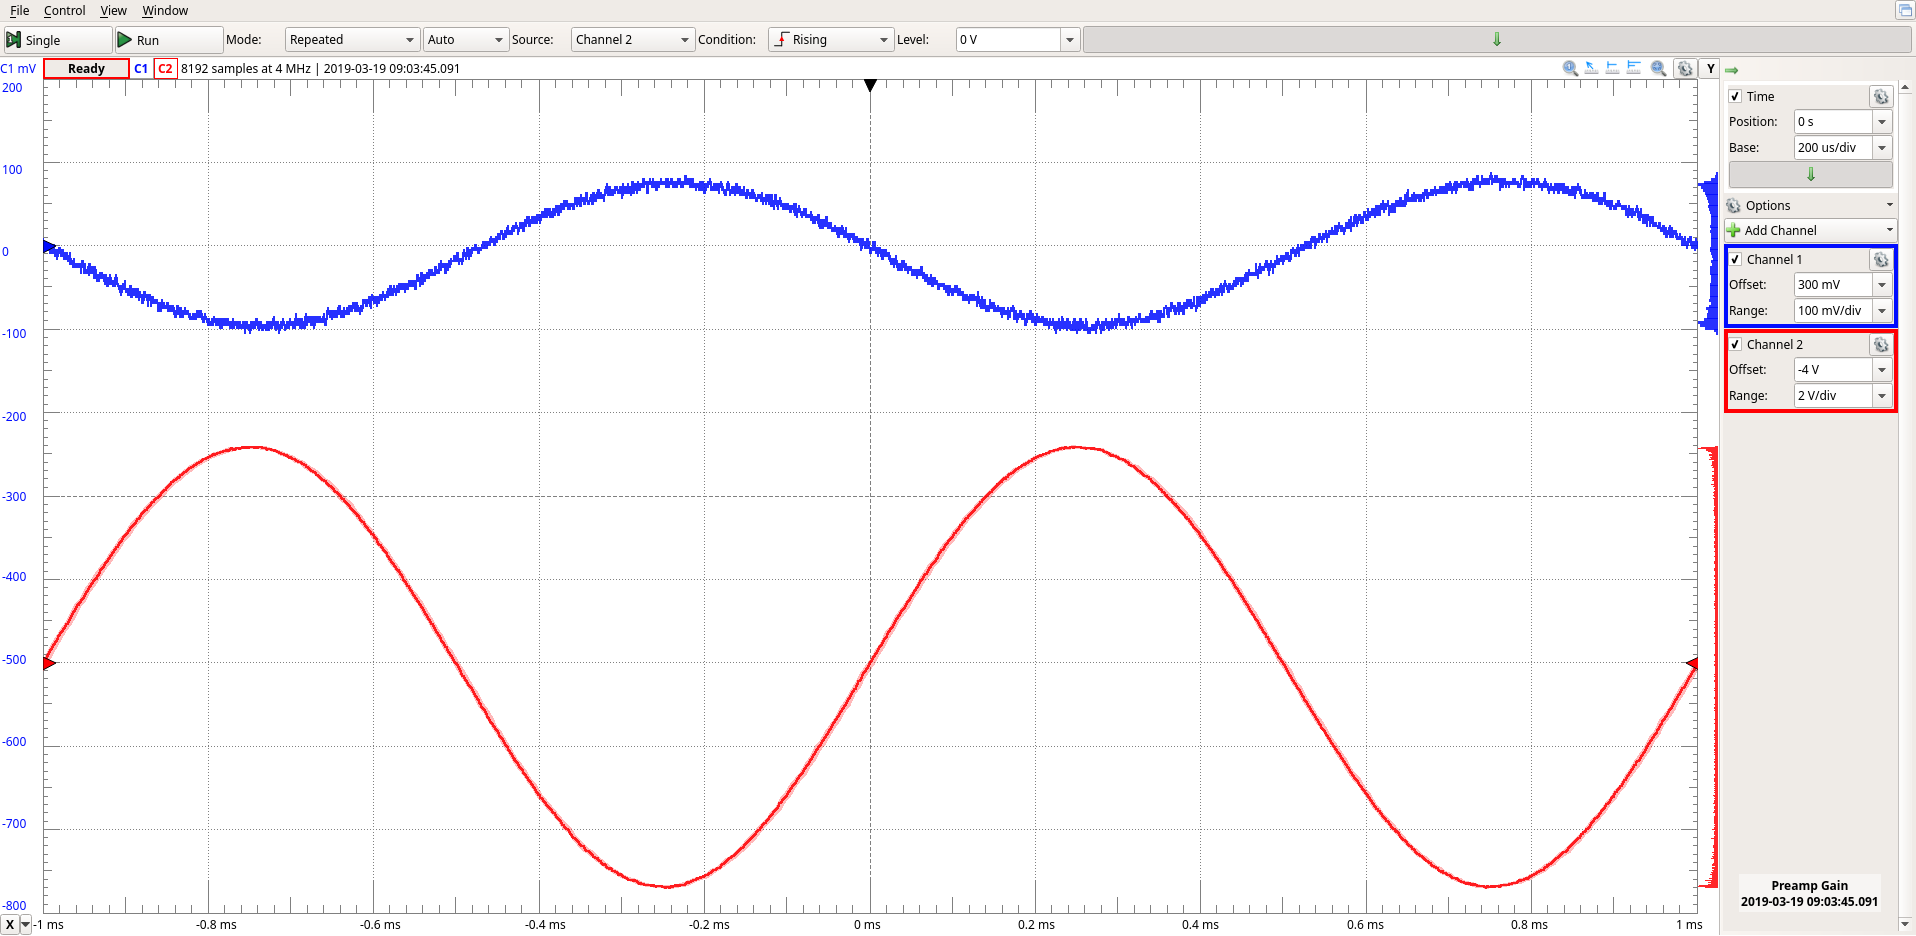 File Control View Window
Single Run Mode: Repeated Auto Source: Channel 2 Condition: Rising Level: 0 V
C1 mV Ready C1 C2 8192 samples at 4 MHz | 2019-03-19 09:03:45.091 Y
200
100
0
-100
-200
-300
-400
-500
-600
-700
-800
X -1 ms -0.8 ms -0.6 ms -0.4 ms -0.2 ms 0 ms 0.2 ms 0.4 ms 0.6 ms 0.8 ms 1 ms
Time
Position: 0 s
Base: 200 us/div
Options
Add Channel
Channel 1
Offset: 300 mV
Range: 100 mV/div
Channel 2
Offset: -4 V
Range: 2 V/div
Preamp Gain
2019-03-19 09:03:45.091